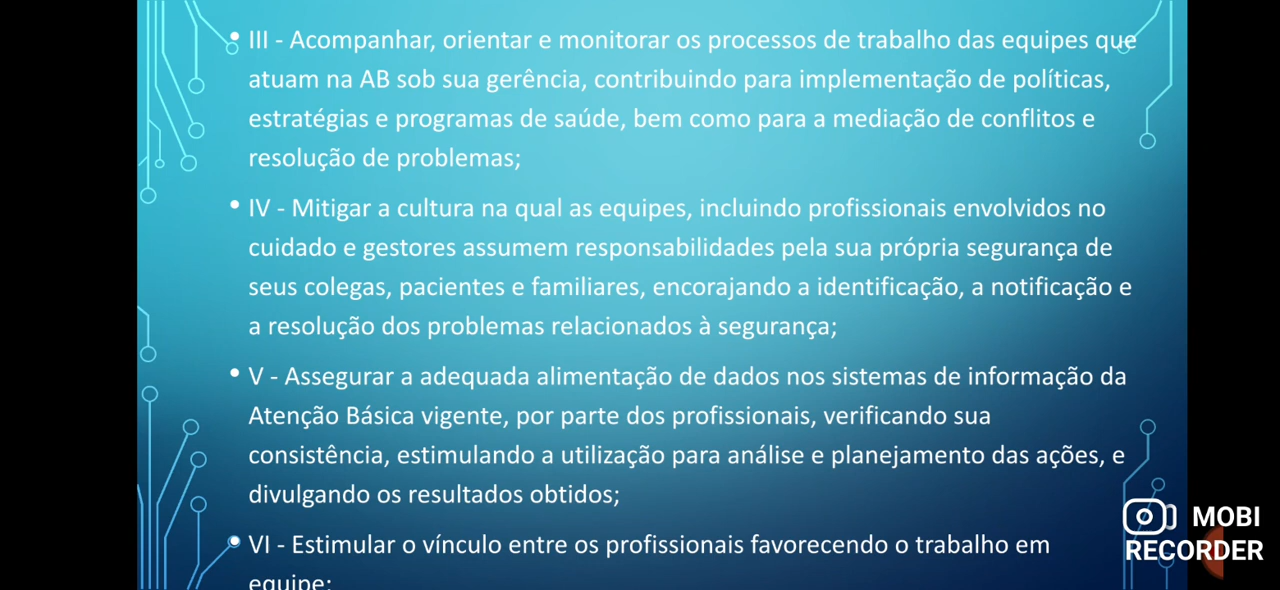 • III - Acompanhar, orientar e monitorar os processos de trabalho das equipes que
atuam na AB sob sua gerência, contribuindo para implementação de políticas,
estratégias e programas de saúde, bem como para a mediação de conflitos e
resolução de problemas;
• IV - Mitigar a cultura na qual as equipes, incluindo profissionais envolvidos no
cuidado e gestores assumem responsabilidades pela sua própria segurança de
seus colegas, pacientes e familiares, encorajando a identificação, a notificação e
a resolução dos problemas relacionados à segurança;
• V - Assegurar a adequada alimentação de dados nos sistemas de informação da
Atenção Básica vigente, por parte dos profissionais, verificando sua
consistência, estimulando a utilização para análise e planejamento das ações, e
divulgando os resultados obtidos;
• VI - Estimular o vínculo entre os profissionais favorecendo o trabalho em
equipe;
MOBI
RECORDER